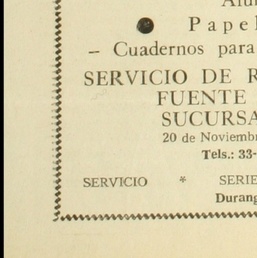 ● Papel
– Cuadernos para
SERVICIO DE
FUENTE
SUCURSA
20 de Noviemb
Tels.: 33-
SERVICIO * SERIE
Durang